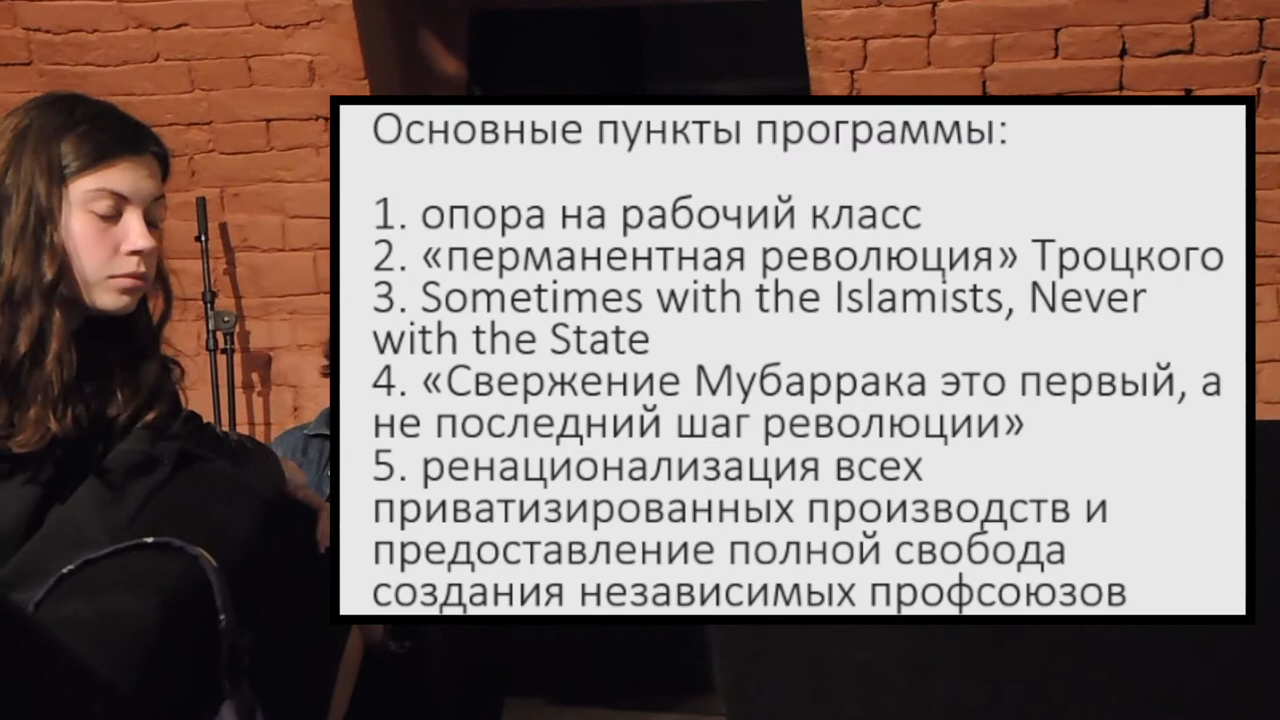 Основные пункты программы:
1. опора на рабочий класс
2. «перманентная революция» Троцкого
3. Sometimes with the Islamists, Never
with the State
4. «Свержение Мубаррака это первый, а
не последний шаг революции»
5. ренационализация всех
приватизированных производств и
предоставление полной свобода
создания независимых профсоюзов